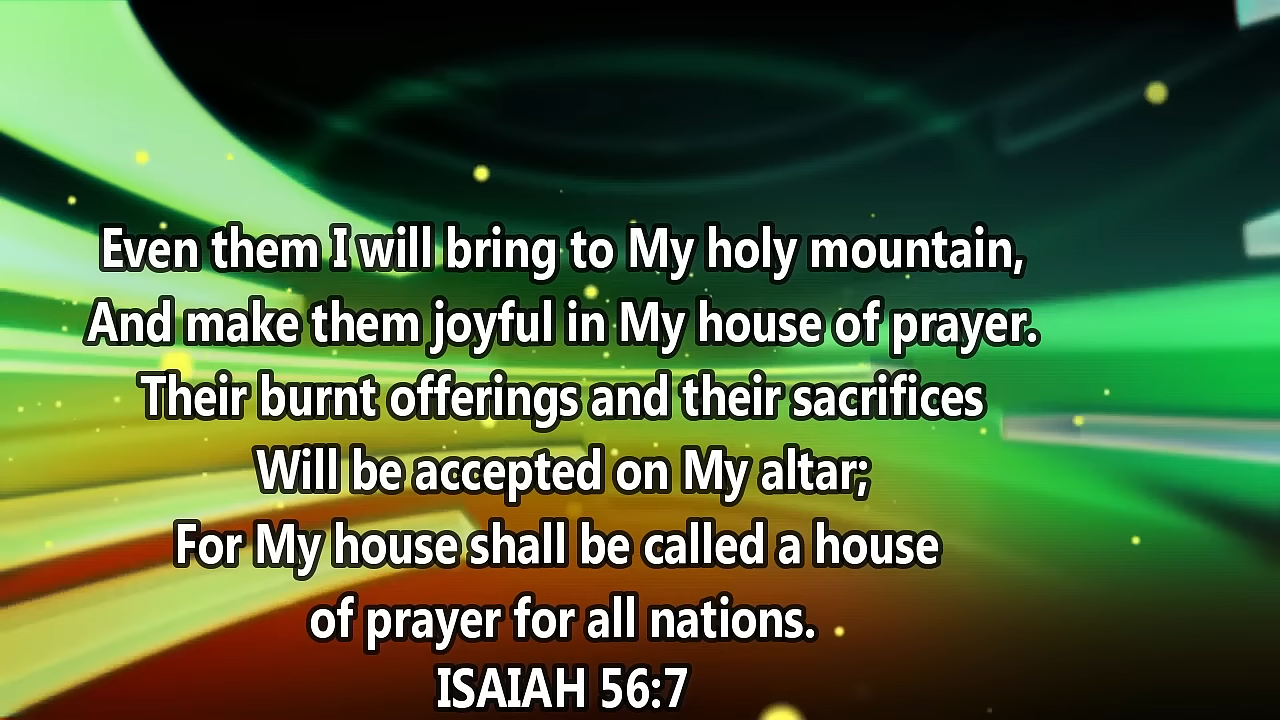 Even them I will bring to My holy mountain,
And make them joyful in My house of prayer.
Their burnt offerings and their sacrifices
Will be accepted on My altar;
For My house shall be called a house
of prayer for all nations.
ISAIAH 56:7